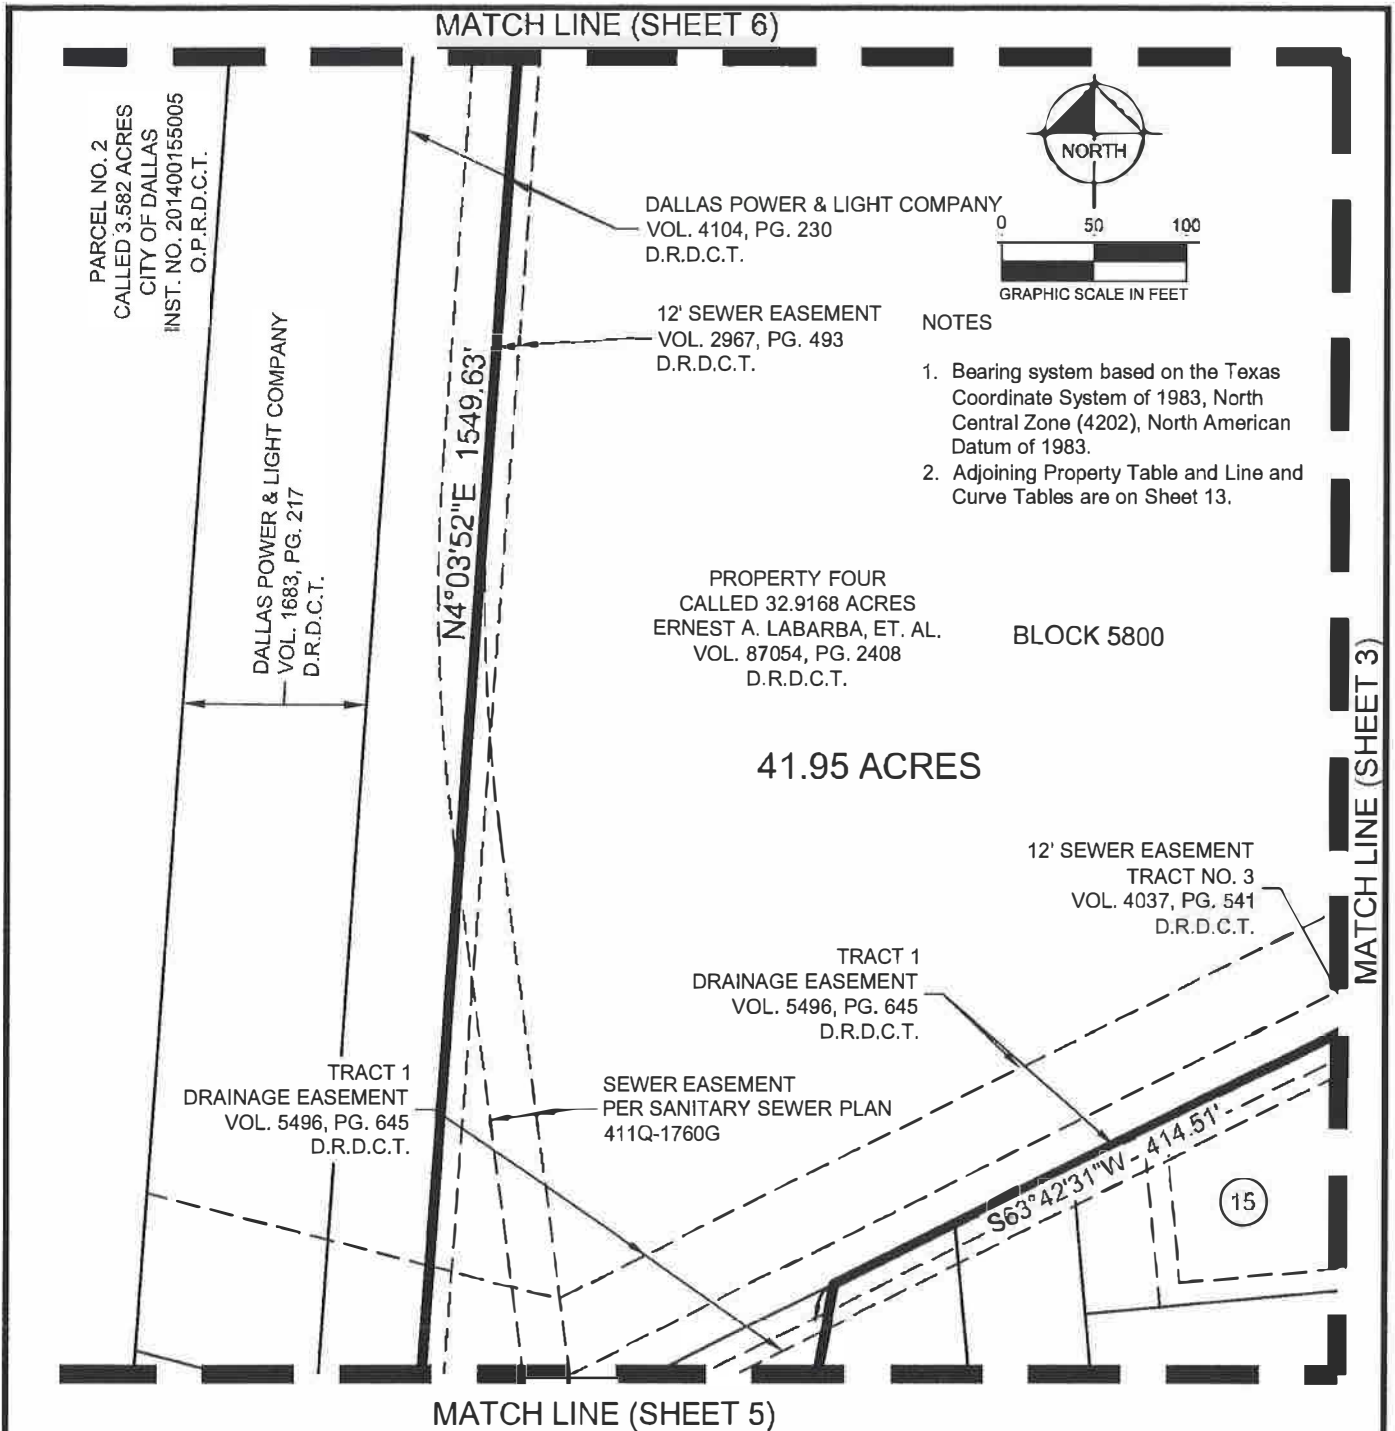 MATCH LINE (SHEET 6)
PARCEL NO. 2
CALLED 3.582 ACRES
CITY OF DALLAS
INST. NO. 201400155005
O.P.R.D.C.T.
NORTH
0 50 100
GRAPHIC SCALE IN FEET
DALLAS POWER & LIGHT COMPANY
VOL. 4104, PG. 230
D.R.D.C.T.
12' SEWER EASEMENT
VOL. 2967, PG. 493
D.R.D.C.T.
NOTES
1. Bearing system based on the Texas
Coordinate System of 1983, North
Central Zone (4202), North American
Datum of 1983.
2. Adjoining Property Table and Line and
Curve Tables are on Sheet 13.
DALLAS POWER & LIGHT COMPANY
VOL. 1683, PG. 217
D.R.D.C.T.
N4°03'52"E 1549.63'
PROPERTY FOUR
CALLED 32.9168 ACRES
ERNEST A. LABARBA, ET. AL.
VOL. 87054, PG. 2408
D.R.D.C.T.
BLOCK 5800
41.95 ACRES
MATCH LINE (SHEET 3)
12' SEWER EASEMENT
TRACT NO. 3
VOL. 4037, PG. 541
D.R.D.C.T.
TRACT 1
DRAINAGE EASEMENT
VOL. 5496, PG. 645
D.R.D.C.T.
TRACT 1
DRAINAGE EASEMENT
VOL. 5496, PG. 645
D.R.D.C.T.
SEWER EASEMENT
PER SANITARY SEWER PLAN
411Q-1760G
S63°42'31"W - 414.51'
15
MATCH LINE (SHEET 5)